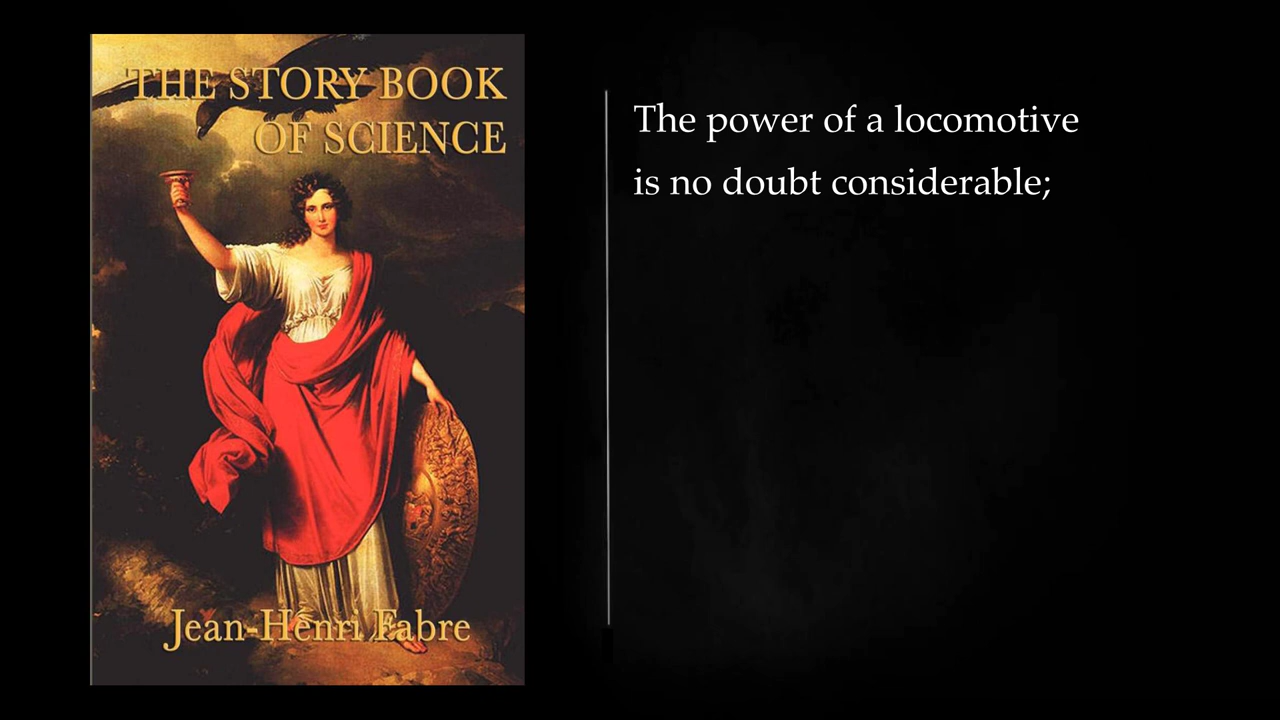 THE STORY BOOK
OF SCIENCE
Jean-Henri Fabre
The power of a locomotive
is no doubt considerable;